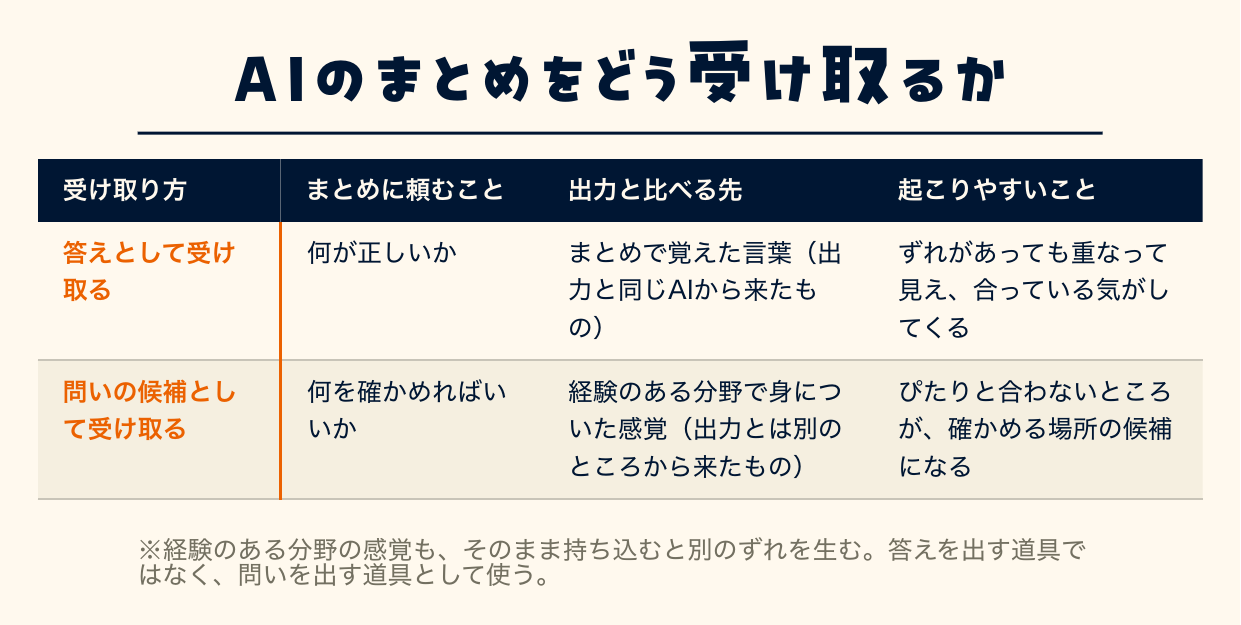 AIのまとめをどう受け取るか
受け取り方
まとめに頼むこと
出力と比べる先
起こりやすいこと
答えとして受け
取る
何が正しいか
まとめで覚えた言葉（出
力と同じAIから来たも
の）
ずれがあっても重なって
見え、合っている気がし
てくる
問いの候補とし
て受け取る
何を確かめればい
いか
経験のある分野で身につ
いた感覚（出力とは別の
ところから来たもの）
ぴたりと合わないところ
が、確かめる場所の候補
になる
※経験のある分野の感覚も、そのまま持ち込むと別のずれを生む。答えを出す道具で
はなく、問いを出す道具として使う。